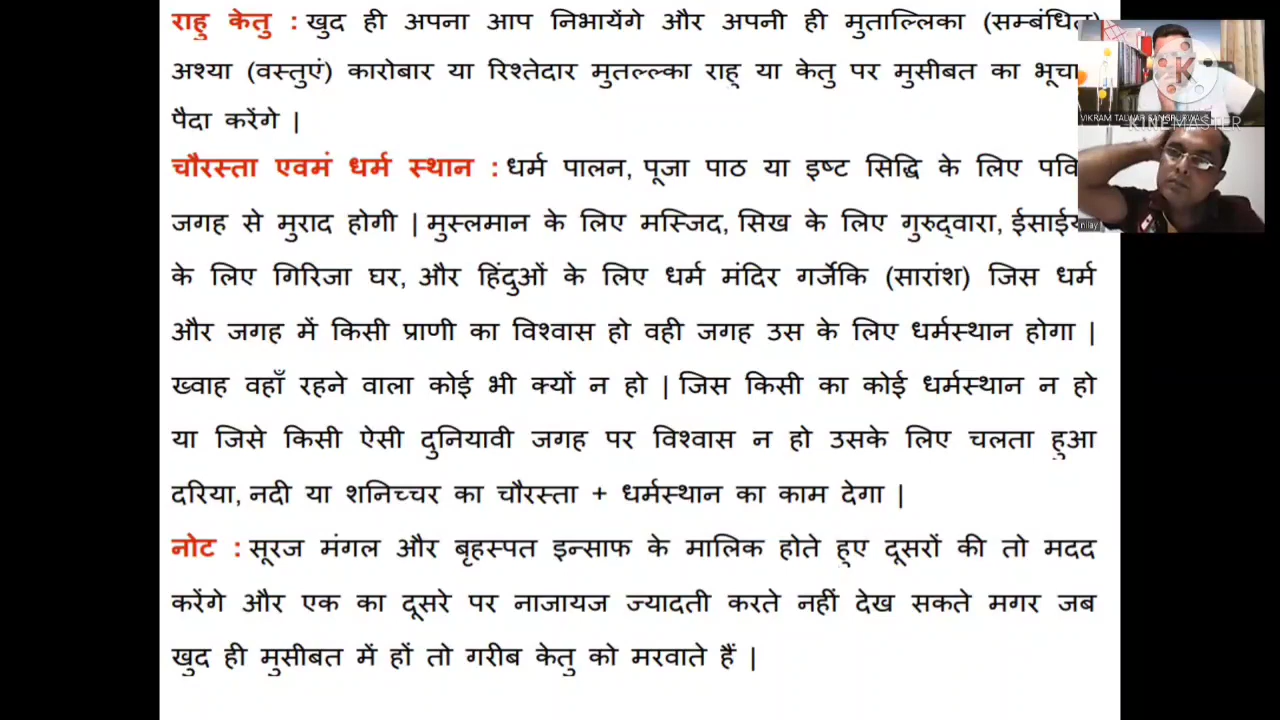 राहु केतु : खुद ही अपना आप निभायेंगे और अपनी ही मुताल्लिका (सम्बंधित)
अश्या (वस्तुएं) कारोबार या रिश्तेदार मुतल्ल्का राहू या केतु पर मुसीबत का
पैदा करेंगे |
चौरस्ता एवमं धर्म स्थान : धर्म पालन, पूजा पाठ या इष्ट सिद्धि के लिए
जगह से मुराद होगी | मुस्लमान के लिए मस्जिद, सिख के लिए गुरुद्वारा,
के लिए गिरिजा घर, और हिंदुओं के लिए धर्म मंदिर गर्जेकि (सारांश) जिस धर्म
और जगह में किसी प्राणी का विश्वास हो वही जगह उस के लिए धर्मस्थान होगा |
ख्वाह वहाँ रहने वाला कोई भी क्यों न हो | जिस किसी का कोई धर्मस्थान न हो
या जिसे किसी ऐसी दुनियावी जगह पर विश्वास न हो उसके लिए चलता हुआ
दरिया, नदी या शनिच्चर का चौरस्ता + धर्मस्थान का काम देगा |
नोट : सूरज मंगल और बृहस्पत इन्साफ के मालिक होते हुए दूसरों की तो मदद
करेंगे और एक का दूसरे पर नाजायज ज्यादती करते नहीं देख सकते मगर जब
खुद ही मुसीबत में हों तो गरीब केतु को मरवाते हैं |
VIKRAM TALWAR
KINEMASTER
nilay